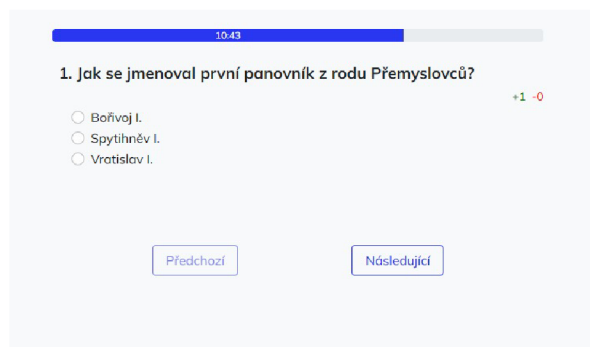 10:43
1. Jak se jmenoval první panovník z rodu Přemyslovců?
+1 -0
Bořivoj I.
Spytihněv I.
Vratislav I.
Předchozí
Následující